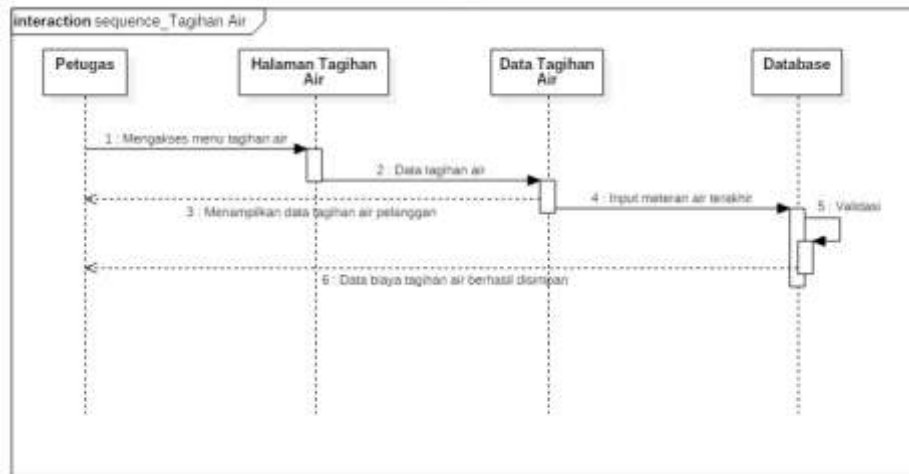 interaction sequence_Tagihan Air
Petugas
Halaman Tagihan
Air
Data Tagihan
Air
Database
1 : Mengakses menu tagihan air
2 : Data tagihan air
3 : Menampilkan data tagihan air pelanggan
4 : Input meteran air terakhir
5 : Validasi
6 : Data biaya tagihan air berhasil disimpan